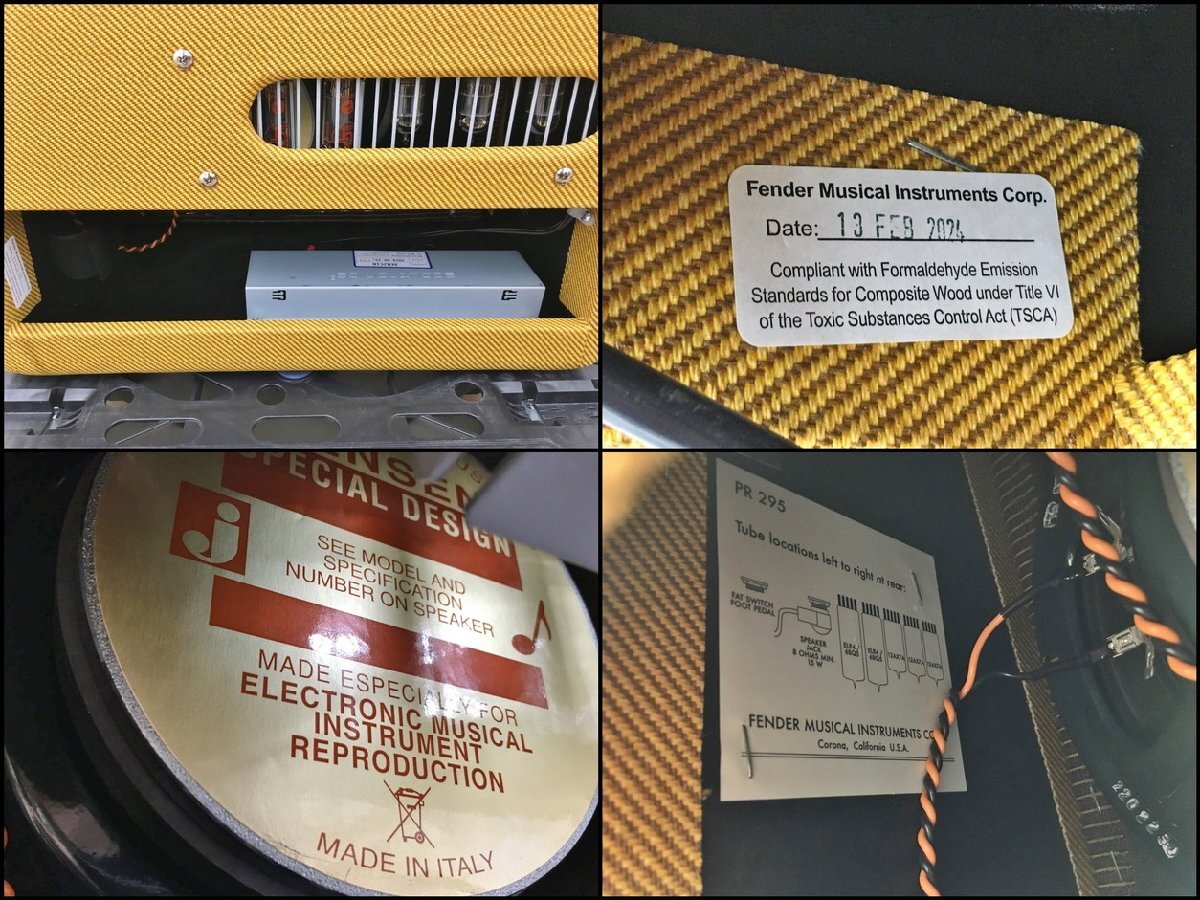 Fender Musical Instruments Corp.
Date: 13 FEB 2024
Compliant with Formaldehyde Emission
Standards for Composite Wood under Title VI
of the Toxic Substances Control Act (TSCA)
SPECIAL DESIGN
j
SEE MODEL AND
SPECIFICATION
NUMBER ON SPEAKER
MADE ESPECIALLY FOR
ELECTRONIC MUSICAL
INSTRUMENT
REPRODUCTION
MADE IN ITALY
PR 295
Tube locations left to right at rear:
FAT SWITCH
FOOT PEDAL
SPEAKER
JACK
8 OHMS MIN.
15 W
EL84/
6BQ5
EL84/
6BQ5
12AX7A
12AX7A
12AX7A
FENDER MUSICAL INSTRUMENTS
Corona, California U.S.A.